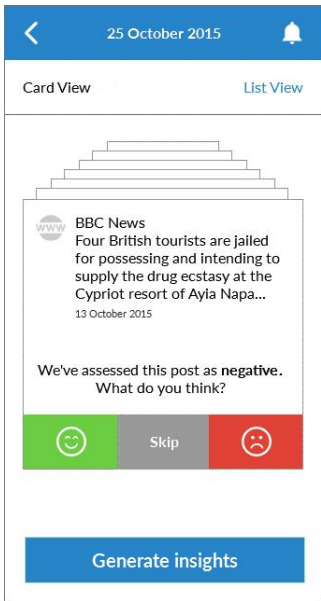 25 October 2015
Card View
List View
www
BBC News
Four British tourists are jailed
for possessing and intending to
supply the drug ecstasy at the
Cypriot resort of Ayia Napa...
13 October 2015
We've assessed this post as negative.
What do you think?
Skip
Generate insights